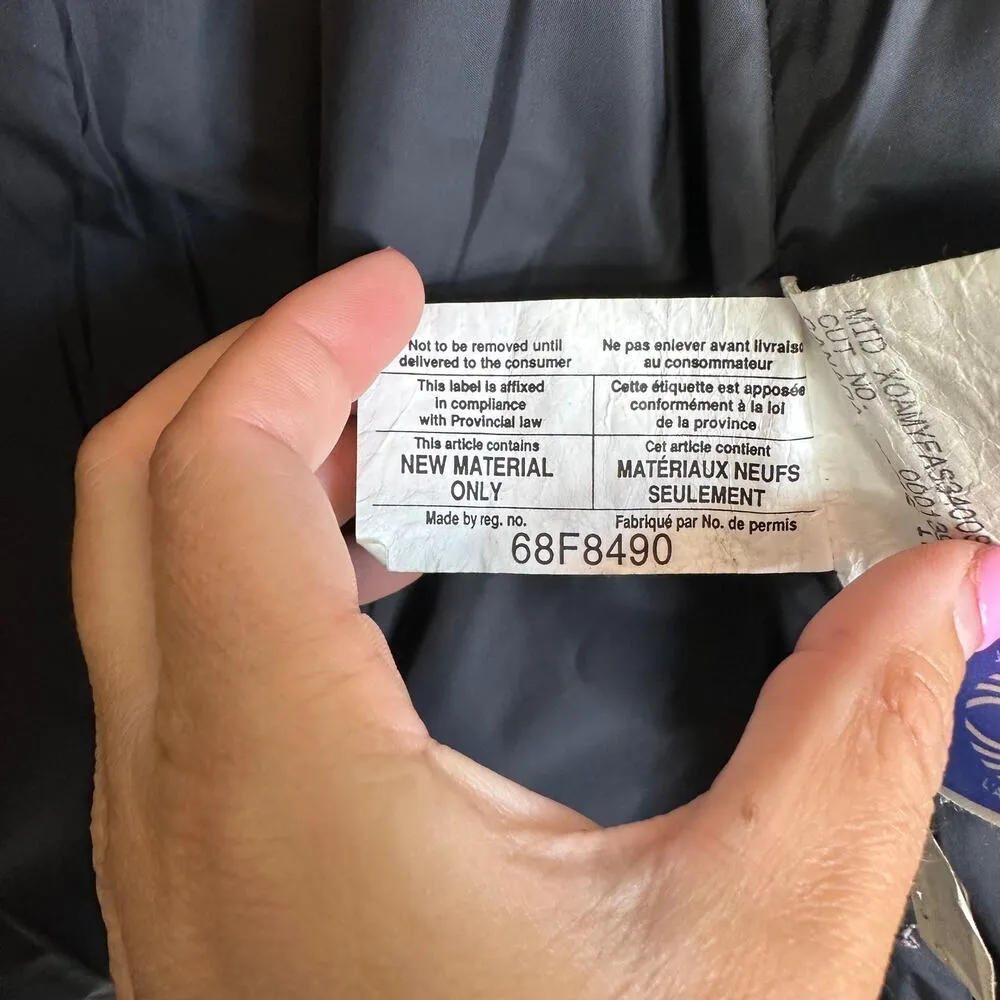 Not to be removed until
delivered to the consumer
Ne pas enlever avant
au consommateur
This label is affixed
in compliance
with Provincial law
Cette étiquette est apposée
conformément à la loi
de la province
This article contains
NEW MATERIAL
ONLY
Cet article contient
MATÉRIAUX NEUFS
SEULEMENT
Made by reg. no.
Fabriqué par No. de permis
68F8490
MID
CUT NO.